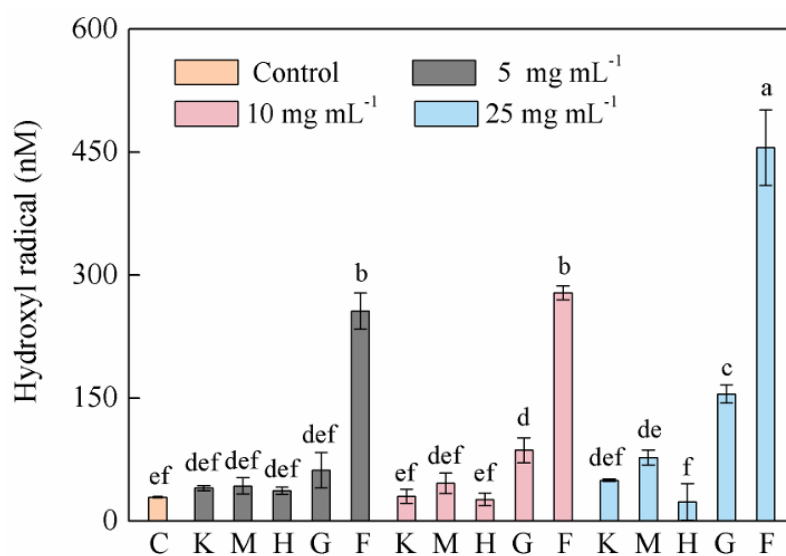 600
Control 5 mg mL⁻¹
10 mg mL⁻¹ 25 mg mL⁻¹
a
450
b b
300
c
150
d
def de
def def def def def def
ef ef ef f
0
C K M H G F K M H G F K M H G F
Hydroxyl radical (nM)